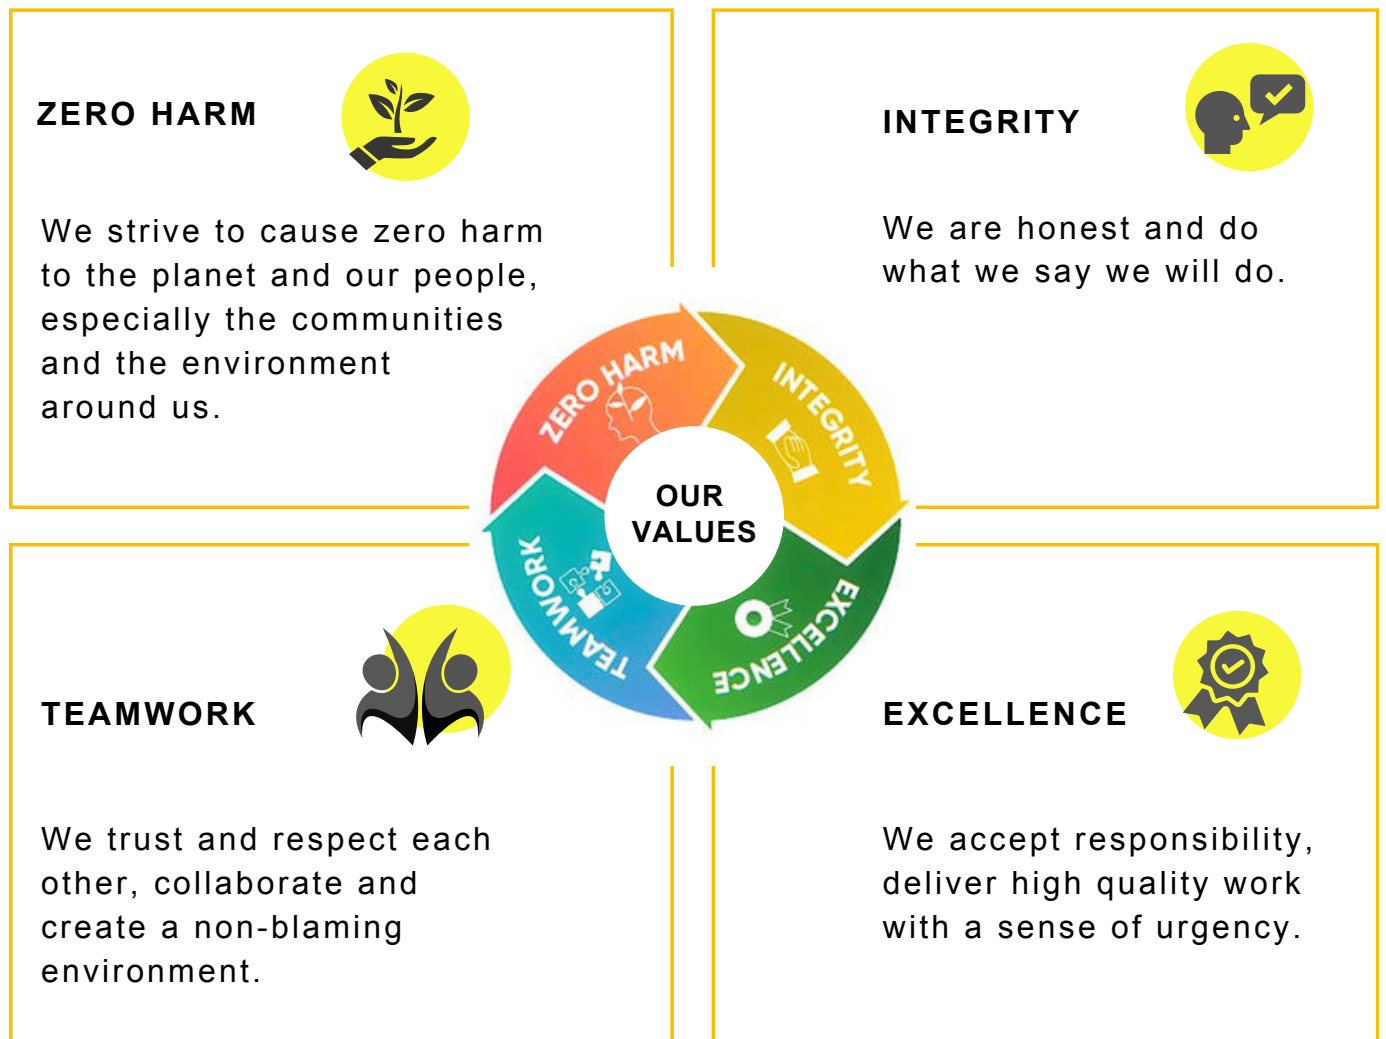 ZERO HARM
We strive to cause zero harm
to the planet and our people,
especially the communities
and the environment
around us.
INTEGRITY
We are honest and do
what we say we will do.
ZERO HARM
INTEGRITY
OUR
VALUES
TEAMWORK
EXCELLENCE
TEAMWORK
We trust and respect each
other, collaborate and
create a non-blaming
environment.
EXCELLENCE
We accept responsibility,
deliver high quality work
with a sense of urgency.